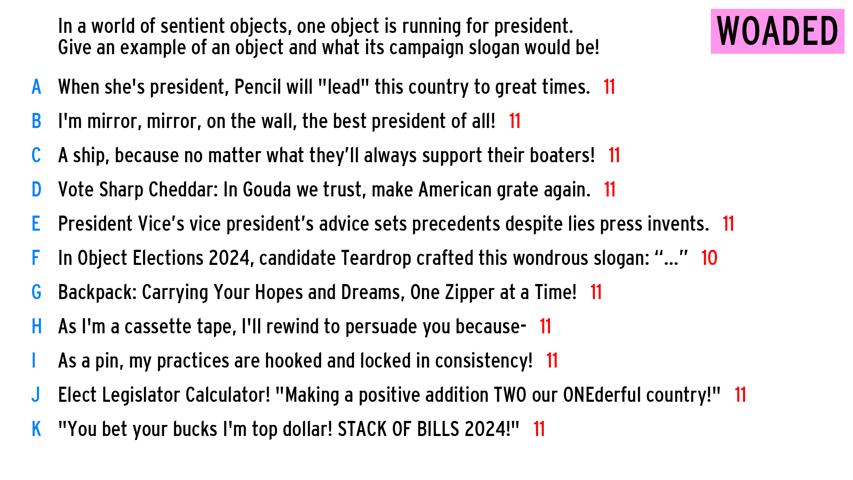 In a world of sentient objects, one object is running for president.
Give an example of an object and what its campaign slogan would be!
WOADED
A When she's president, Pencil will "lead" this country to great times. 11
B I'm mirror, mirror, on the wall, the best president of all! 11
C A ship, because no matter what they’ll always support their boaters! 11
D Vote Sharp Cheddar: In Gouda we trust, make American grate again. 11
E President Vice’s vice president’s advice sets precedents despite lies press invents. 11
F In Object Elections 2024, candidate Teardrop crafted this wondrous slogan: “...” 10
G Backpack: Carrying Your Hopes and Dreams, One Zipper at a Time! 11
H As I'm a cassette tape, I'll rewind to persuade you because- 11
I As a pin, my practices are hooked and locked in consistency! 11
J Elect Legislator Calculator! "Making a positive addition TWO our ONEderful country!" 11
K "You bet your bucks I'm top dollar! STACK OF BILLS 2024!" 11